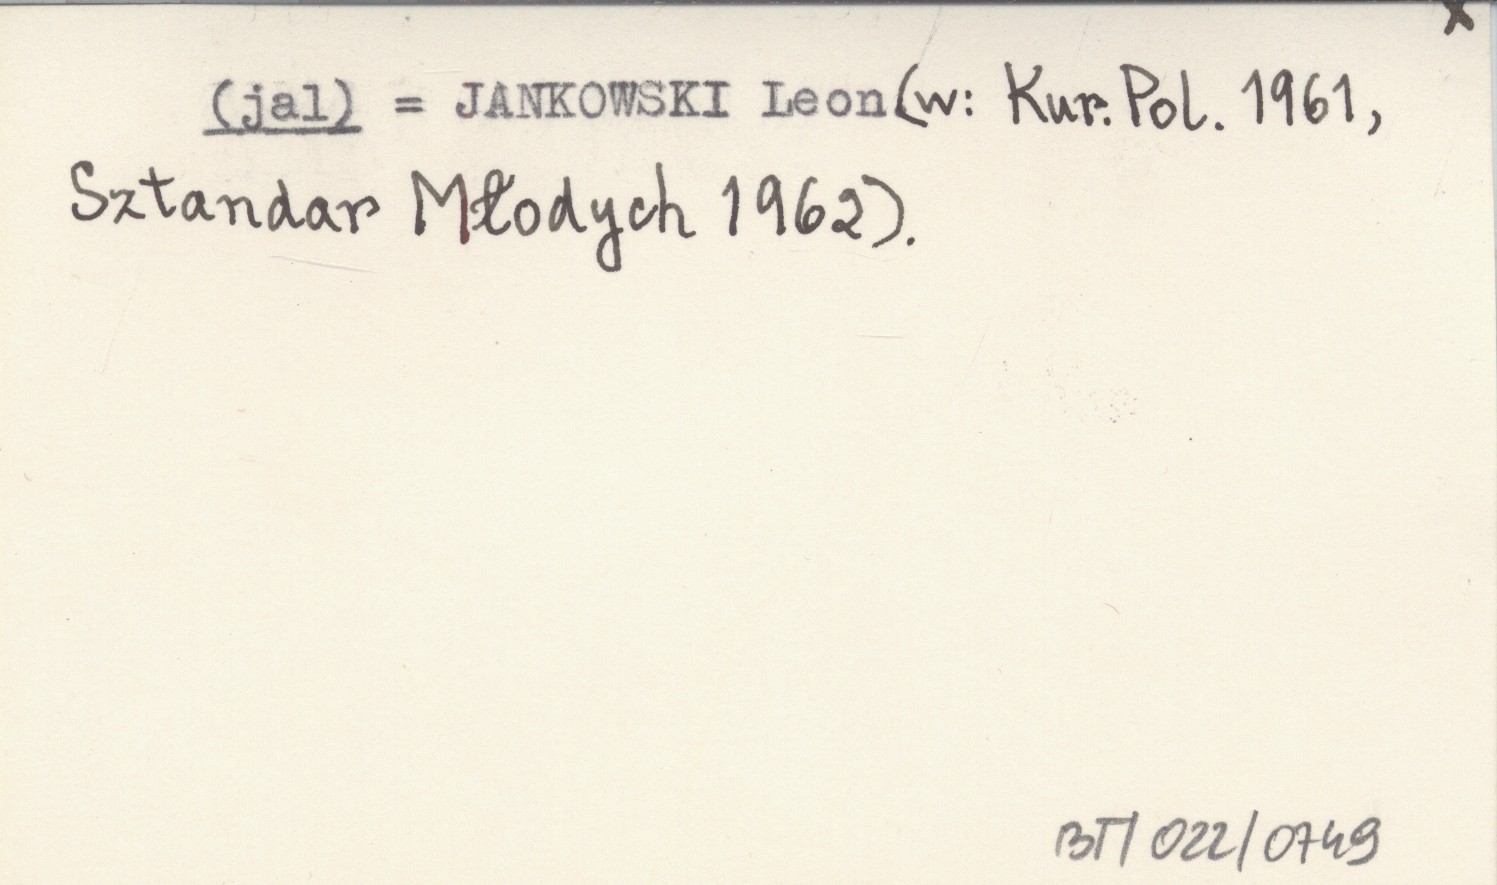 x
(jal) = JANKOWSKI Leon (w: Kur. Pol. 1961,
Sztandar Młodych 1962).
BT/022/0749